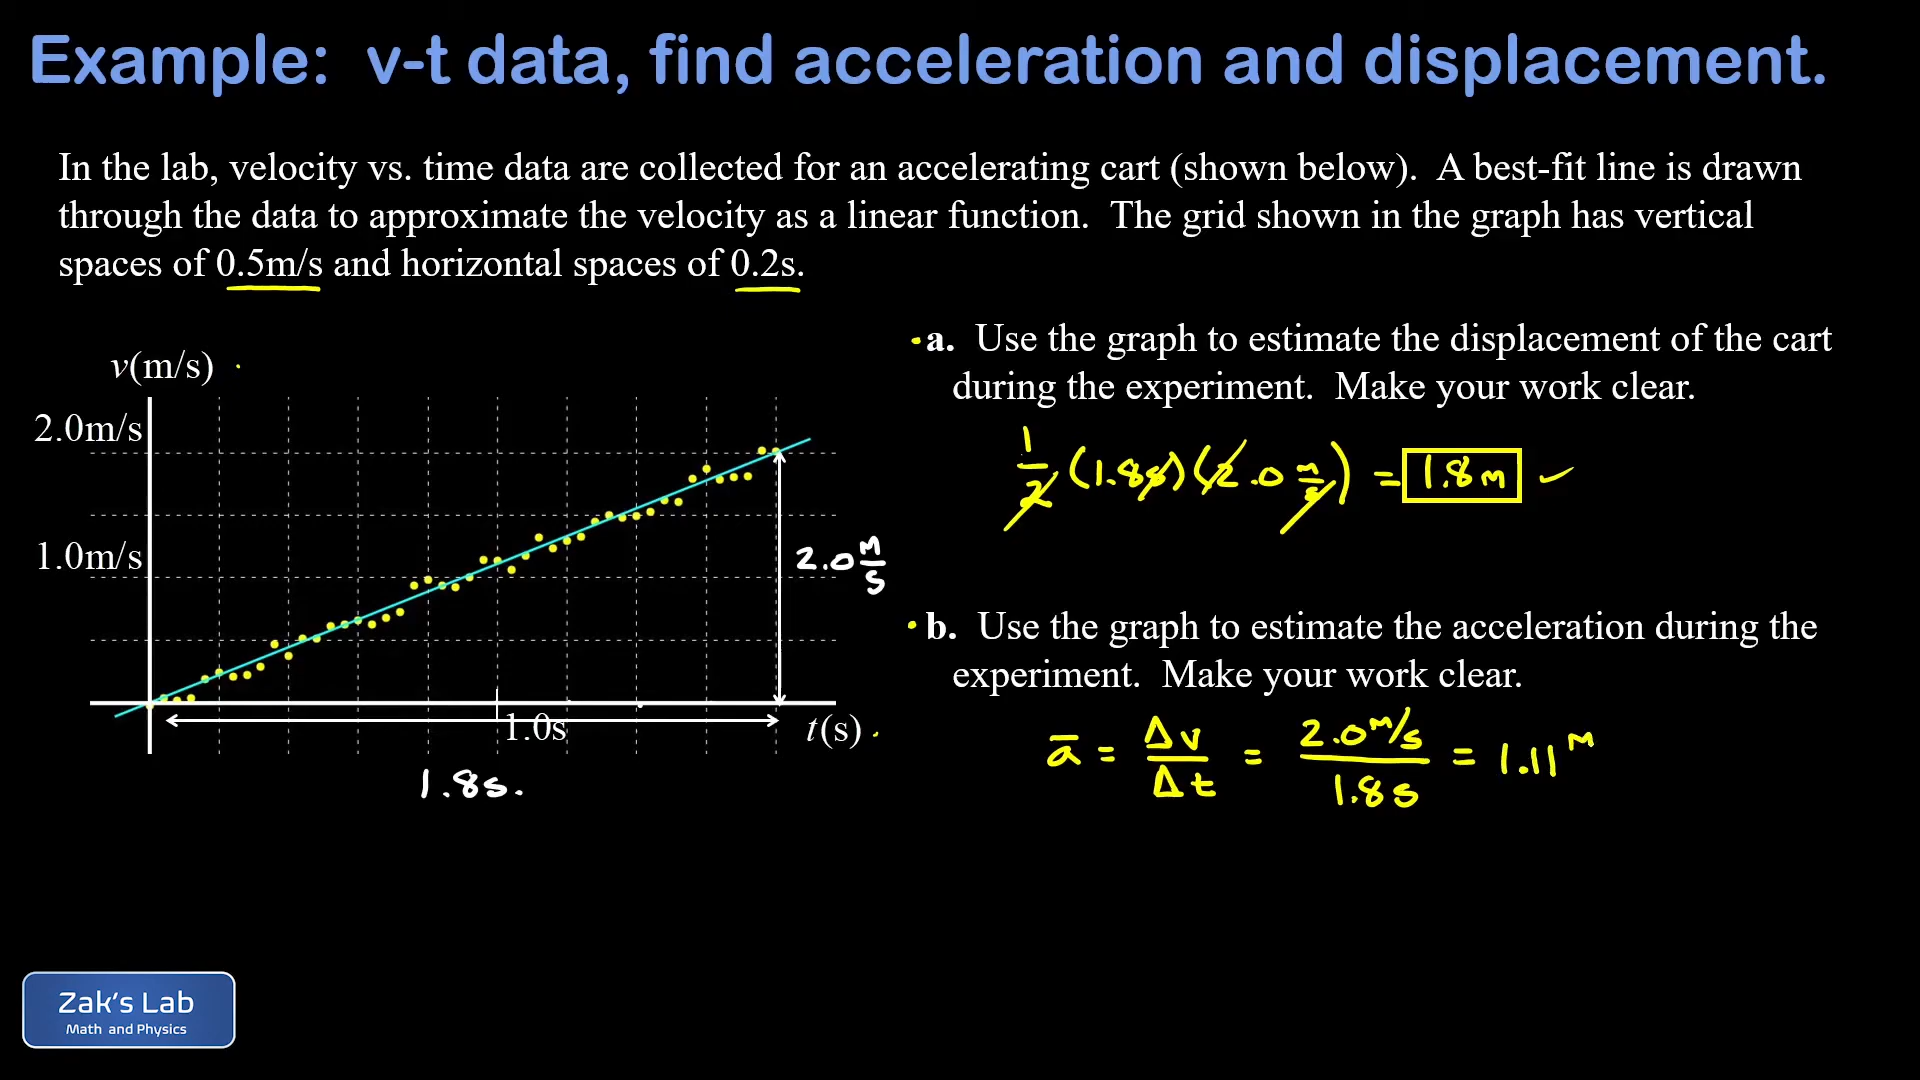 Example: v-t data, find acceleration and displacement.
In the lab, velocity vs. time data are collected for an accelerating cart (shown below). A best-fit line is drawn
through the data to approximate the velocity as a linear function. The grid shown in the graph has vertical
spaces of 0.5m/s and horizontal spaces of 0.2s.
v(m/s)
2.0m/s
1.0m/s
2.0 m/s
1.0s
t(s)
1.8s.
a. Use the graph to estimate the displacement of the cart
during the experiment. Make your work clear.
1/2 (1.8s)(2.0 m/s) = 1.8m
b. Use the graph to estimate the acceleration during the
experiment. Make your work clear.
a̅ = Δv/Δt = 2.0m/s / 1.8s = 1.11 m
Zak's Lab
Math and Physics